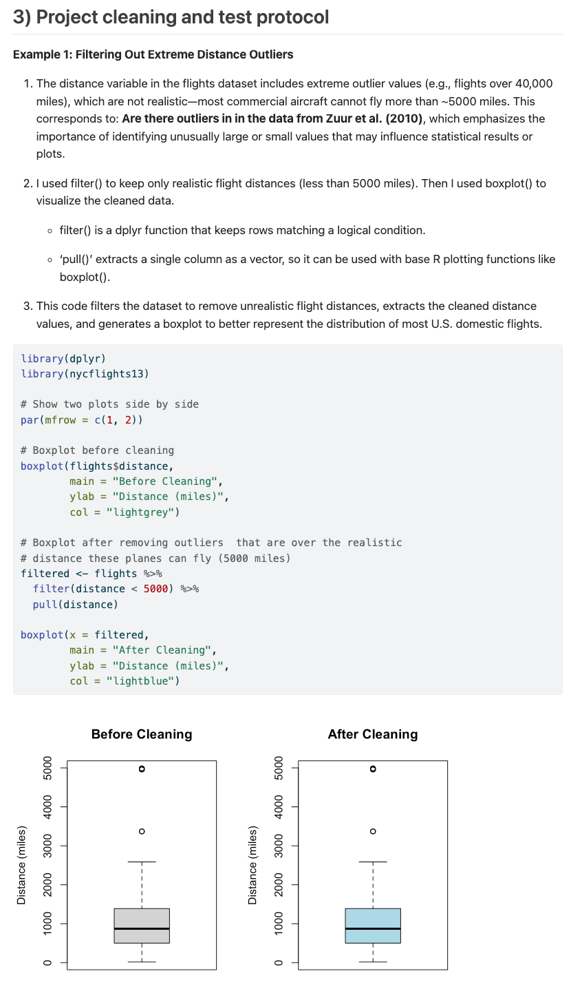 3) Project cleaning and test protocol
Example 1: Filtering Out Extreme Distance Outliers
1. The distance variable in the flights dataset includes extreme outlier values (e.g., flights over 40,000
miles), which are not realistic—most commercial aircraft cannot fly more than ~5000 miles. This
corresponds to: Are there outliers in in the data from Zuur et al. (2010), which emphasizes the
importance of identifying unusually large or small values that may influence statistical results or
plots.
2. I used filter() to keep only realistic flight distances (less than 5000 miles). Then I used boxplot() to
visualize the cleaned data.
◦ filter() is a dplyr function that keeps rows matching a logical condition.
◦ ‘pull()’ extracts a single column as a vector, so it can be used with base R plotting functions like
boxplot().
3. This code filters the dataset to remove unrealistic flight distances, extracts the cleaned distance
values, and generates a boxplot to better represent the distribution of most U.S. domestic flights.
library(dplyr)
library(nycflights13)
# Show two plots side by side
par(mfrow = c(1, 2))
# Boxplot before cleaning
boxplot(flights$distance,
        main = "Before Cleaning",
        ylab = "Distance (miles)",
        col = "lightgrey")
# Boxplot after removing outliers  that are over the realistic
# distance these planes can fly (5000 miles)
filtered <- flights %>%
  filter(distance < 5000) %>%
  pull(distance)
boxplot(x = filtered,
        main = "After Cleaning",
        ylab = "Distance (miles)",
        col = "lightblue")
Before Cleaning
Distance (miles)
5000
4000
3000
2000
1000
0
After Cleaning
Distance (miles)
5000
4000
3000
2000
1000
0